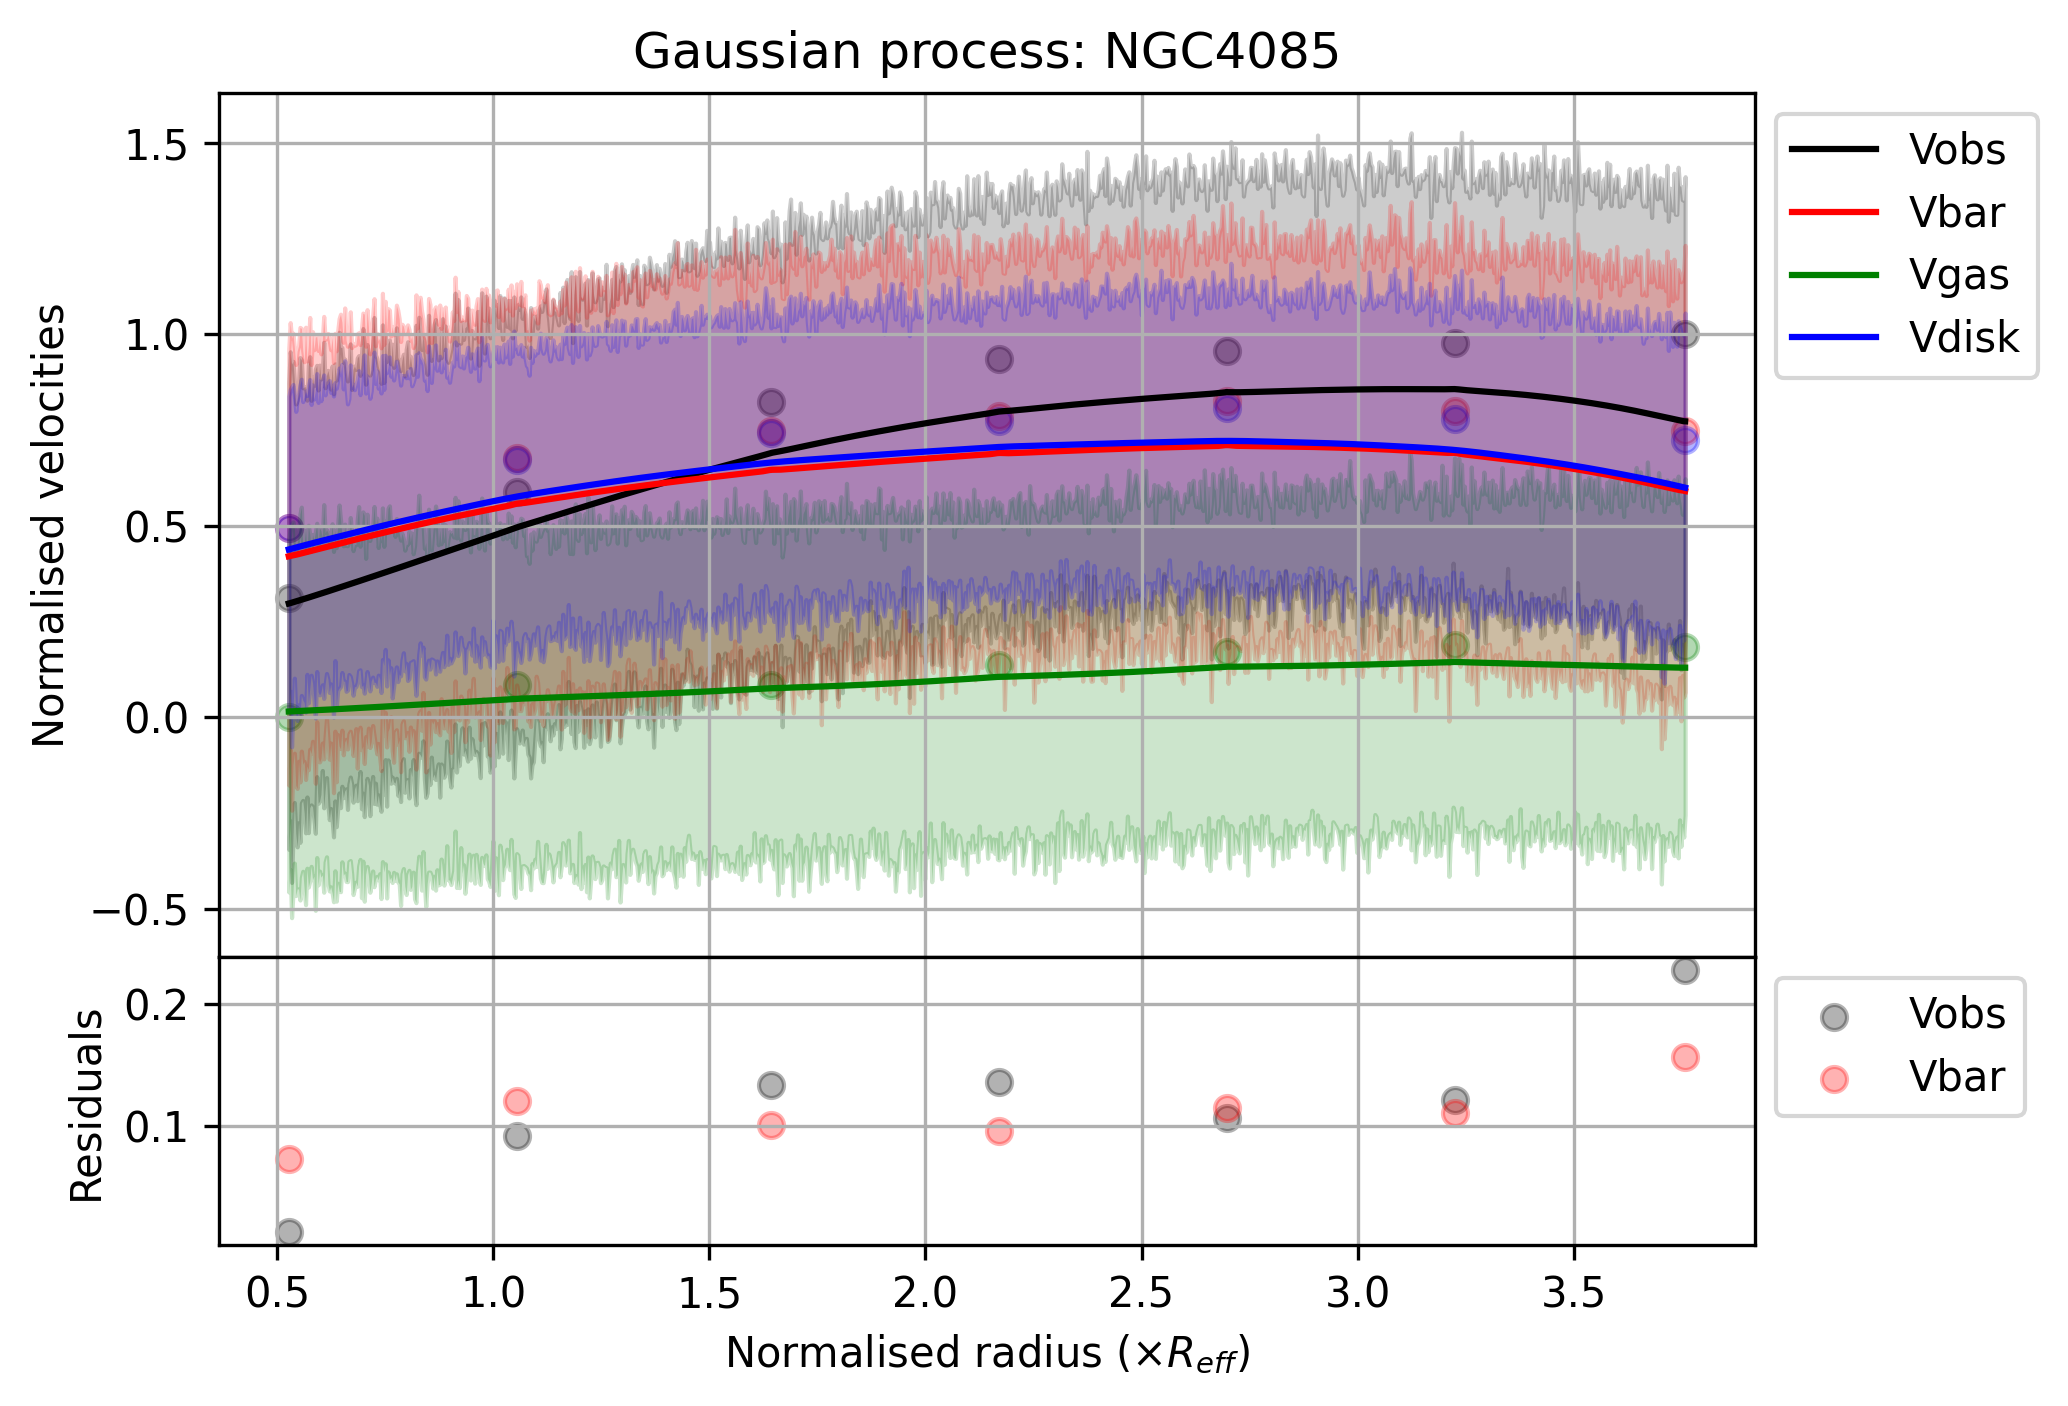 Gaussian process: NGC4085
Normalised velocities
1.5
1.0
0.5
0.0
−0.5
Vobs
Vbar
Vgas
Vdisk
Residuals
0.2
0.1
Vobs
Vbar
0.5 1.0 1.5 2.0 2.5 3.0 3.5
Normalised radius (×R_eff)